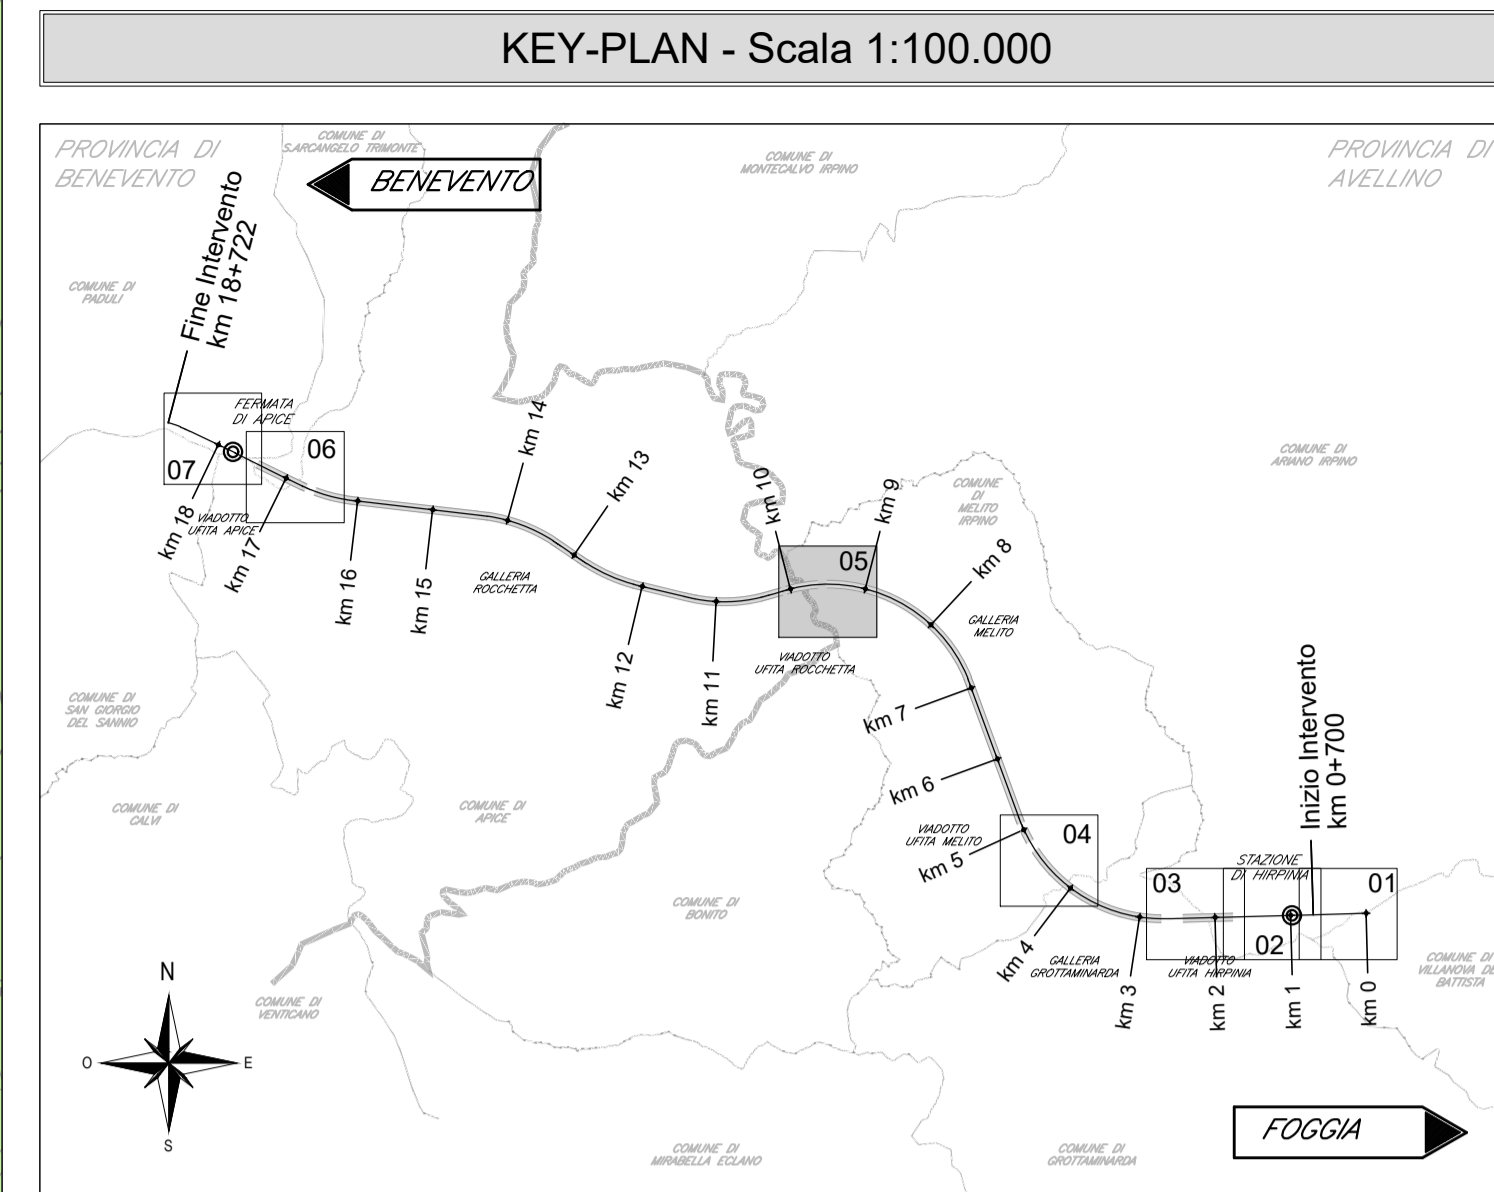 KEY-PLAN - Scala 1:100.000
PROVINCIA DI
BENEVENTO
COMUNE DI
S.ARCANGELO TRIMONTE
BENEVENTO
COMUNE DI
MONTECALVO IRPINO
PROVINCIA DI
AVELLINO
Fine Intervento
km 18+722
COMUNE DI
PADULI
FERMATA
DI APICE
07
06
km 18
VIADOTTO
UFITA APICE
km 17
km 16
km 15
km 14
km 13
GALLERIA
ROCCHETTA
km 12
km 11
km 10
km 9
05
VIADOTTO
UFITA ROCCHETTA
COMUNE
DI
MELITO
IRPINO
COMUNE DI
ARIANO IRPINO
km 8
GALLERIA
MELITO
km 7
km 6
VIADOTTO
UFITA MELITO
km 5
04
km 4
GALLERIA
GROTTAMINARDA
km 3
03
VIADOTTO
UFITA HIRPINIA
km 2
STAZIONE
DI HIRPINIA
02
km 1
01
km 0
Inizio Intervento
km 0+700
COMUNE DI
SAN GIORGIO
DEL SANNIO
COMUNE DI
CALVI
COMUNE DI
APICE
COMUNE DI
BONITO
COMUNE DI
VENTICANO
COMUNE DI
VILLANOVA DE
BATTISTA
N
O
E
S
COMUNE DI
MIRABELLA ECLANO
COMUNE DI
GROTTAMINARDA
FOGGIA